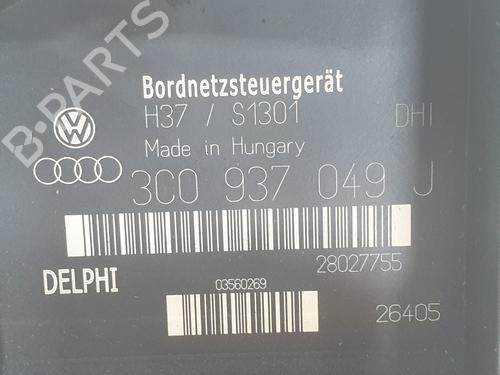 B-PARTS
Bordnetzsteuergerät
H37 / S1301 DHI
Made in Hungary
3C0 937 049 J
28027755
DELPHI
03560269
26405